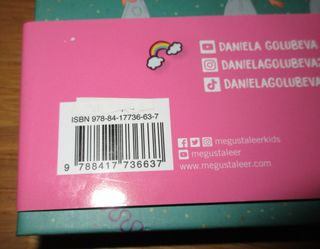 DANIELA GOLUBEVA
DANIELAGOLUBEVA
DANIELAGOLUBEVA
ISBN 978-84-17736-63-7
9 788417 736637
megustaleerkids
megustaleer
www.megustaleer.com